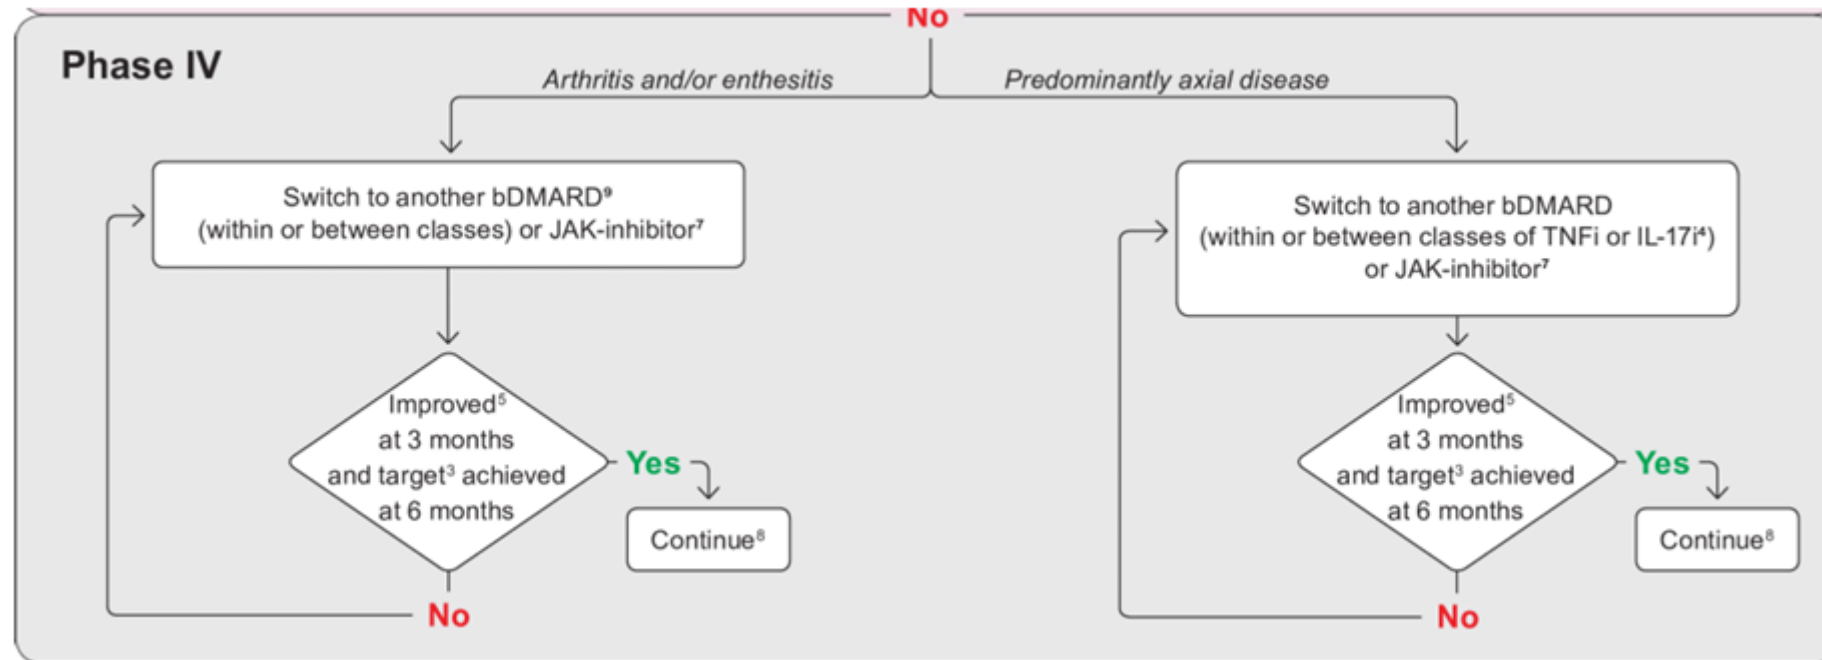 No
Phase IV
Arthritis and/or enthesitis
Predominantly axial disease
Switch to another bDMARD⁹
(within or between classes) or JAK-inhibitor⁷
Switch to another bDMARD
(within or between classes of TNFi or IL-17i⁴)
or JAK-inhibitor⁷
Improved⁵
at 3 months
and target³ achieved
at 6 months
Yes
Continue⁸
No
Improved⁵
at 3 months
and target³ achieved
at 6 months
Yes
Continue⁸
No